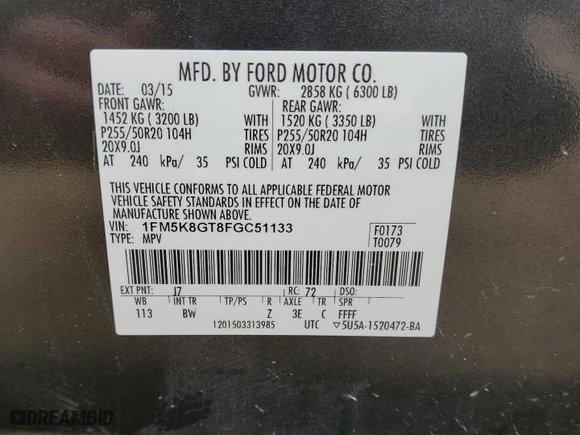 MFD. BY FORD MOTOR CO.
DATE: 03/15 GVWR: 2858 KG ( 6300 LB)
FRONT GAWR: REAR GAWR:
1452 KG ( 3200 LB) WITH 1520 KG ( 3350 LB) WITH
P255/50R20 104H TIRES P255/50R20 104H TIRES
20X9.0J RIMS 20X9.0J RIMS
AT 240 kPa/ 35 PSI COLD AT 240 kPa/ 35 PSI COLD
THIS VEHICLE CONFORMS TO ALL APPLICABLE FEDERAL MOTOR
VEHICLE SAFETY STANDARDS IN EFFECT ON THE DATE OF
MANUFACTURE SHOWN ABOVE.
VIN: 1FM5K8GT8FGC51133 F0173
TYPE: MPV T0079
EXT PNT: J7 RC: 72 DSO:
WB INT TR TP/PS R AXLE TR SPR
113 BW Z 3E C FFFF
1201503313985 UTC ▽5U5A-1520472-BA
DREAMBID